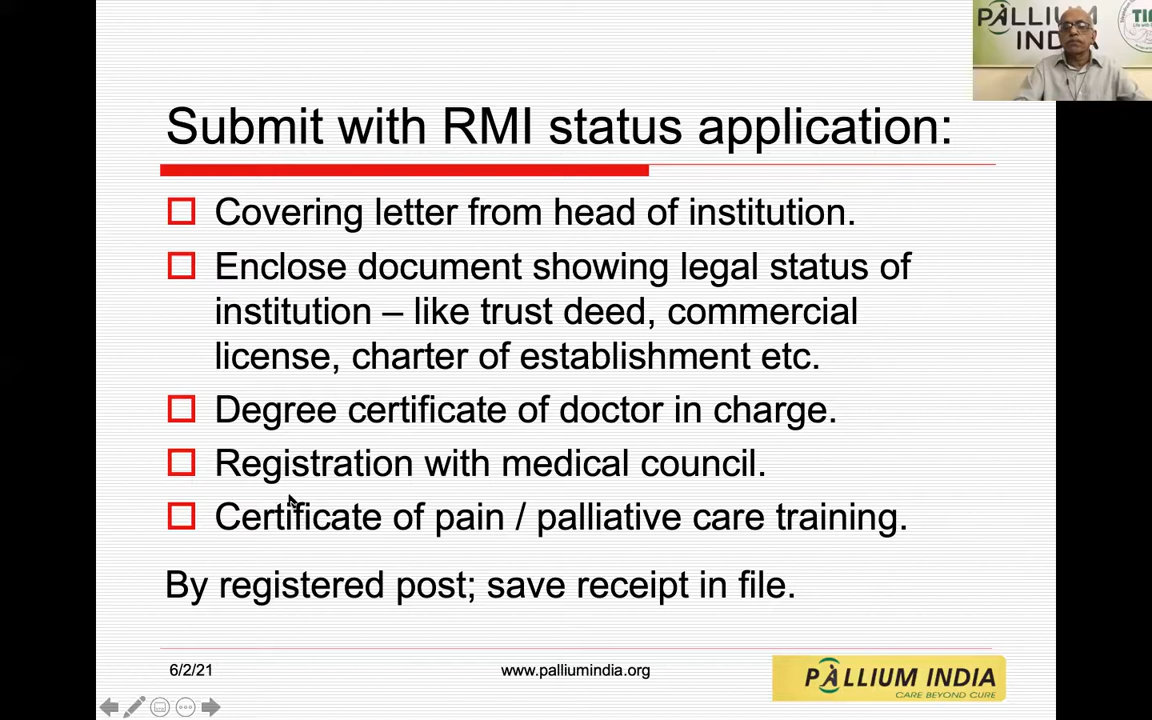 PALLIUM
IND
TI
Submit with RMI status application:
Covering letter from head of institution.
Enclose document showing legal status of
institution – like trust deed, commercial
license, charter of establishment etc.
Degree certificate of doctor in charge.
Registration with medical council.
Certificate of pain / palliative care training.
By registered post; save receipt in file.
6/2/21
www.palliumindia.org
PALLIUM INDIA
CARE BEYOND CURE